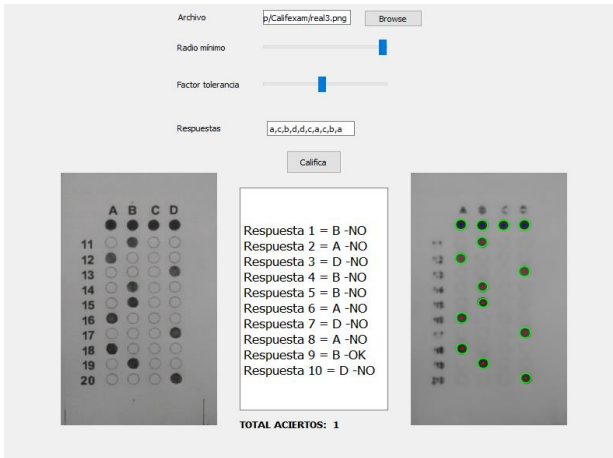 Archivo p/Califexam/real3.png Browse
Radio mínimo
Factor tolerancia
Respuestas a,c,b,d,d,c,a,c,b,a
Califica
A B C D
11
12
13
14
15
16
17
18
19
20
Respuesta 1 = B -NO
Respuesta 2 = A -NO
Respuesta 3 = D -NO
Respuesta 4 = B -NO
Respuesta 5 = B -NO
Respuesta 6 = A -NO
Respuesta 7 = D -NO
Respuesta 8 = A -NO
Respuesta 9 = B -OK
Respuesta 10 = D -NO
TOTAL ACIERTOS: 1
A B C